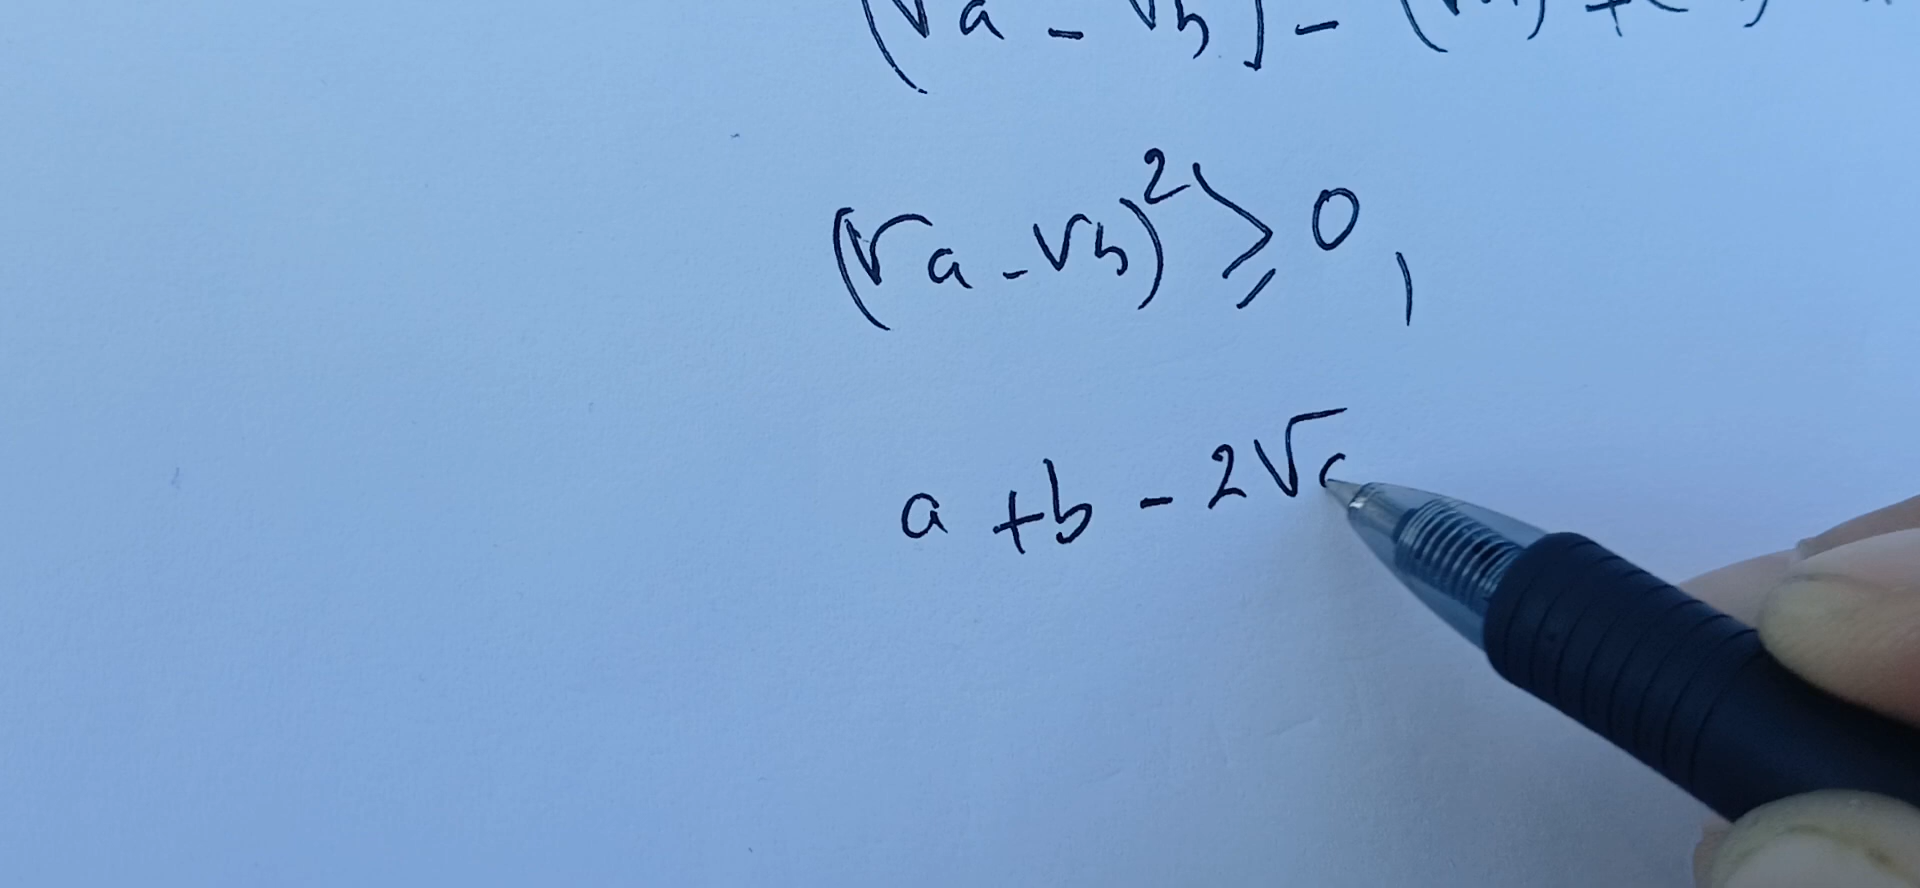 (√a - √b) = (
(√a - √b)² ≥ 0,
a + b - 2√a